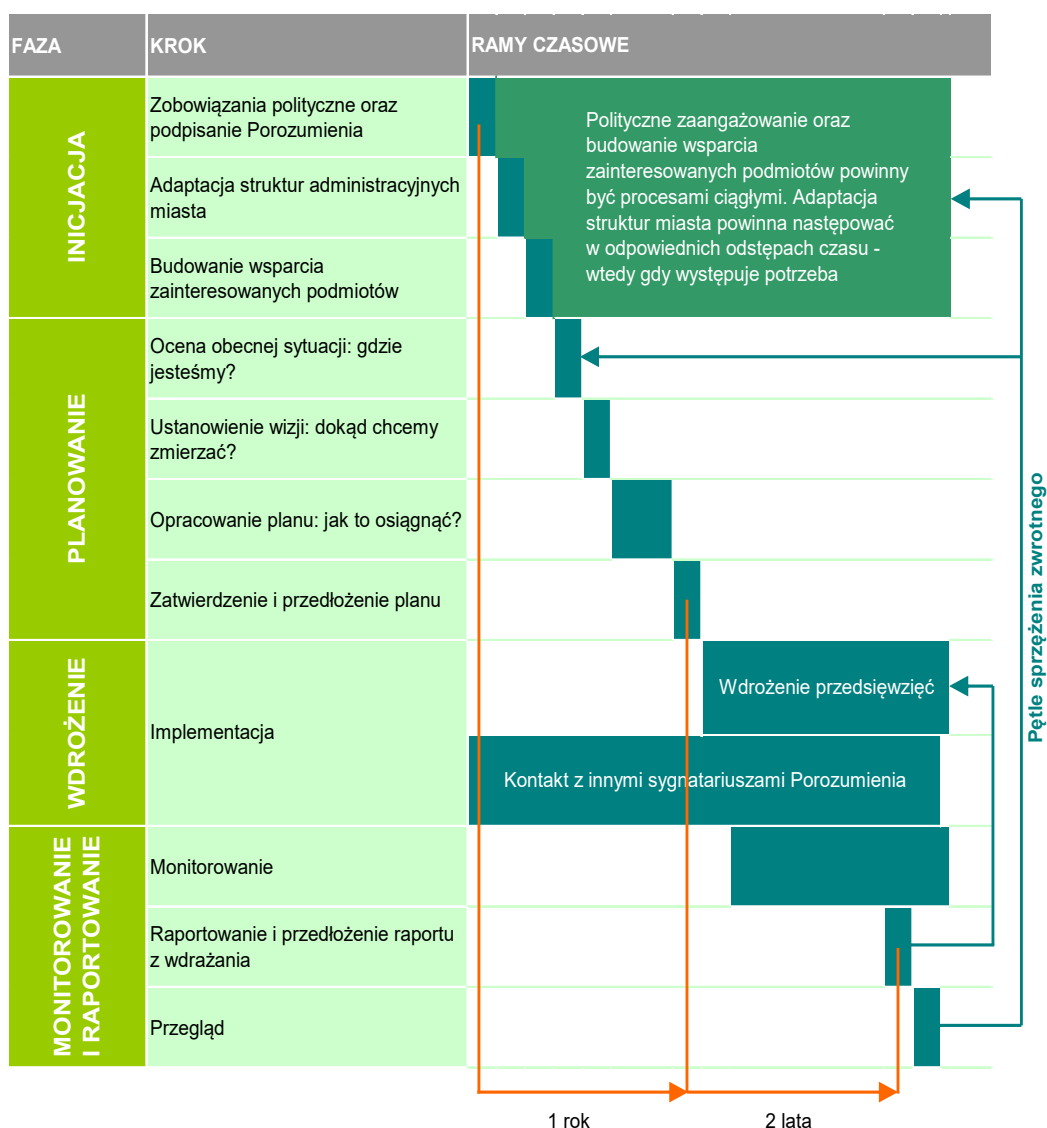 FAZA
KROK
RAMY CZASOWE
INICJACJA
Zobowiązania polityczne oraz
podpisanie Porozumienia
Polityczne zaangażowanie oraz
budowanie wsparcia
zainteresowanych podmiotów powinny
być procesami ciągłymi. Adaptacja
struktur miasta powinna następować
w odpowiednich odstępach czasu -
wtedy gdy występuje potrzeba
Adaptacja struktur administracyjnych
miasta
Budowanie wsparcia
zainteresowanych podmiotów
PLANOWANIE
Ocena obecnej sytuacji: gdzie
jesteśmy?
Ustanowienie wizji: dokąd chcemy
zmierzać?
Opracowanie planu: jak to osiągnąć?
Zatwierdzenie i przedłożenie planu
WDROŻENIE
Implementacja
Wdrożenie przedsięwzięć
Kontakt z innymi sygnatariuszami Porozumienia
MONITOROWANIE
I RAPORTOWANIE
Monitorowanie
Raportowanie i przedłożenie raportu
z wdrażania
Przegląd
Pętle sprzężenia zwrotnego
1 rok
2 lata